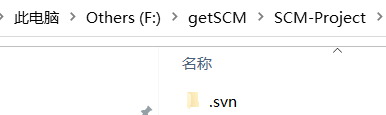 此电脑 > Others (F:) > getSCM > SCM-Project >
名称
.svn